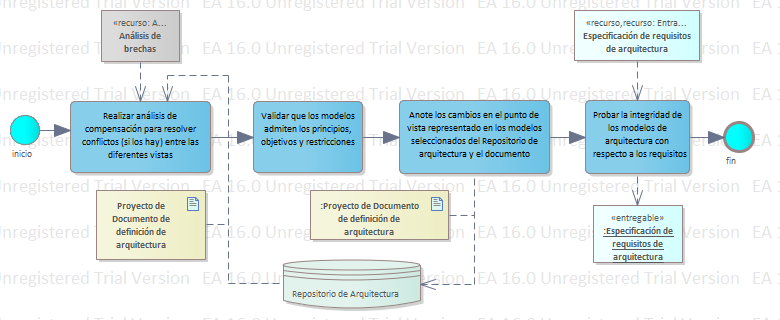 «recurso: A...
Análisis de
brechas
«recurso,recurso: Entra...
Especificación de requisitos
de arquitectura
inicio
Realizar análisis de
compensación para resolver
conflictos (si los hay) entre las
diferentes vistas
Validar que los modelos
admiten los principios,
objetivos y restricciones
Anote los cambios en el punto de
vista representado en los modelos
seleccionados del Repositorio de
arquitectura y el documento
Probar la integridad de
los modelos de
arquitectura con
respecto a los requisitos
fin
Proyecto de
Documento de
definición de
arquitectura
:Proyecto de Documento
de definición de
arquitectura
«entregable»
:Especificación de
requisitos de
arquitectura
Repositorio de Arquitectura
Unregistered Trial Version EA 16.0 Unregistered Trial Version EA 16.0 Unregistered Trial Version EA 1